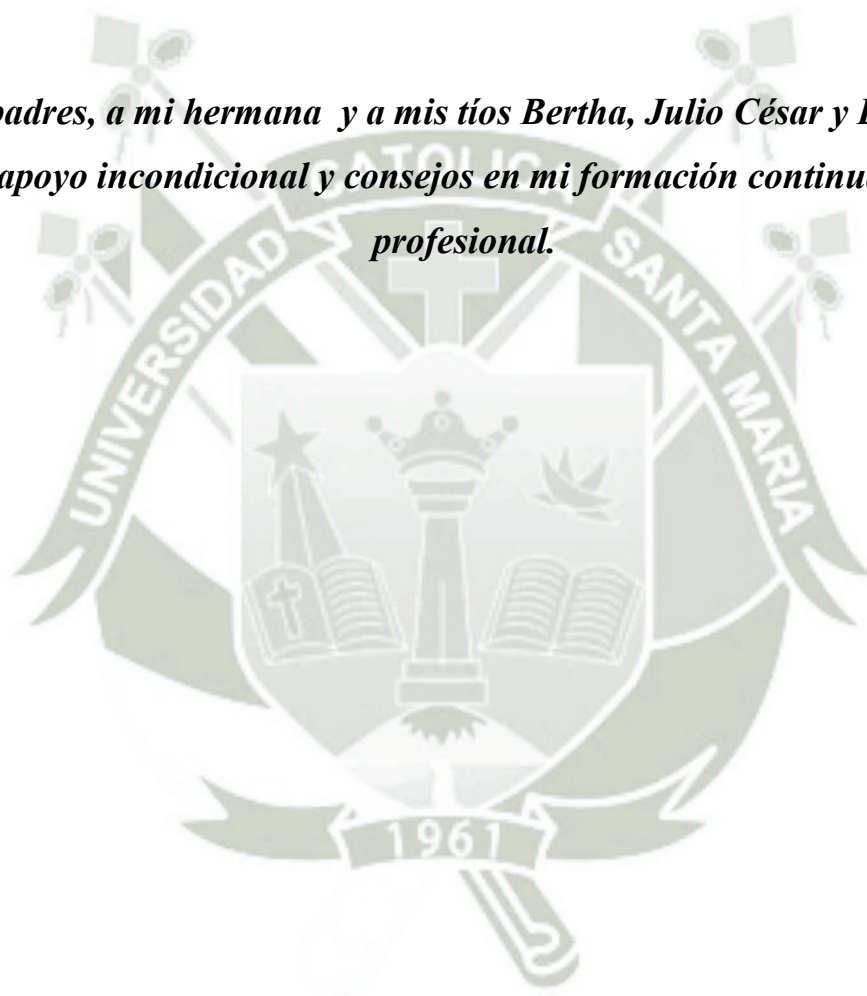 padres, a mi hermana y a mis tíos Bertha, Julio César y
apoyo incondicional y consejos en mi formación
profesional.
UNIVERSIDAD CATOLICA SANTA MARIA
1961